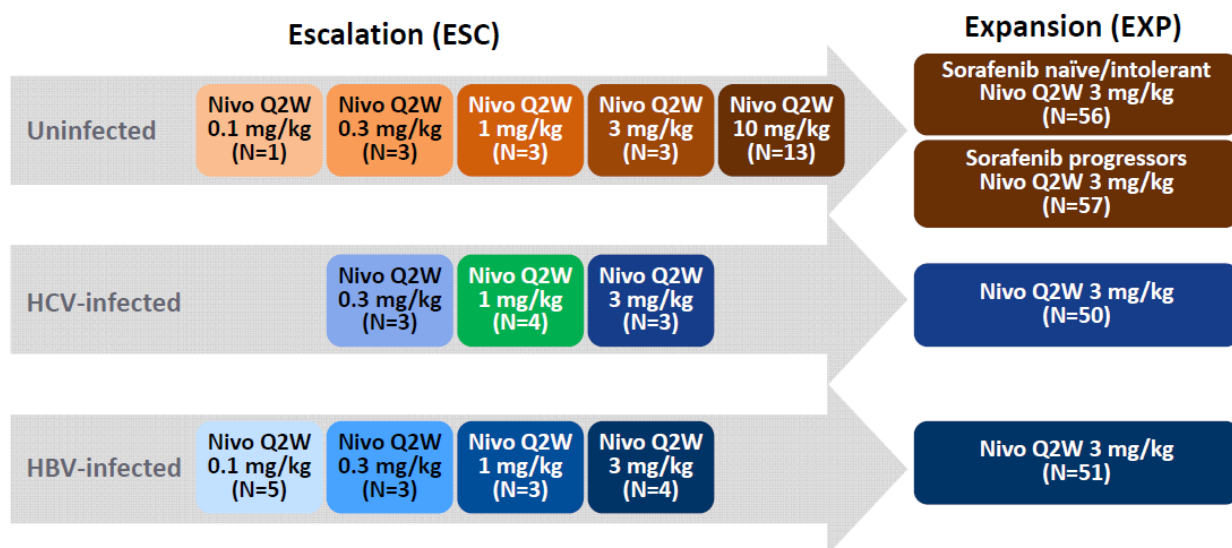 Escalation (ESC)
Expansion (EXP)
Uninfected
Nivo Q2W
0.1 mg/kg
(N=1)
Nivo Q2W
0.3 mg/kg
(N=3)
Nivo Q2W
1 mg/kg
(N=3)
Nivo Q2W
3 mg/kg
(N=3)
Nivo Q2W
10 mg/kg
(N=13)
Sorafenib naïve/intolerant
Nivo Q2W 3 mg/kg
(N=56)
Sorafenib progressors
Nivo Q2W 3 mg/kg
(N=57)
HCV-infected
Nivo Q2W
0.3 mg/kg
(N=3)
Nivo Q2W
1 mg/kg
(N=4)
Nivo Q2W
3 mg/kg
(N=3)
Nivo Q2W 3 mg/kg
(N=50)
HBV-infected
Nivo Q2W
0.1 mg/kg
(N=5)
Nivo Q2W
0.3 mg/kg
(N=3)
Nivo Q2W
1 mg/kg
(N=3)
Nivo Q2W
3 mg/kg
(N=4)
Nivo Q2W 3 mg/kg
(N=51)